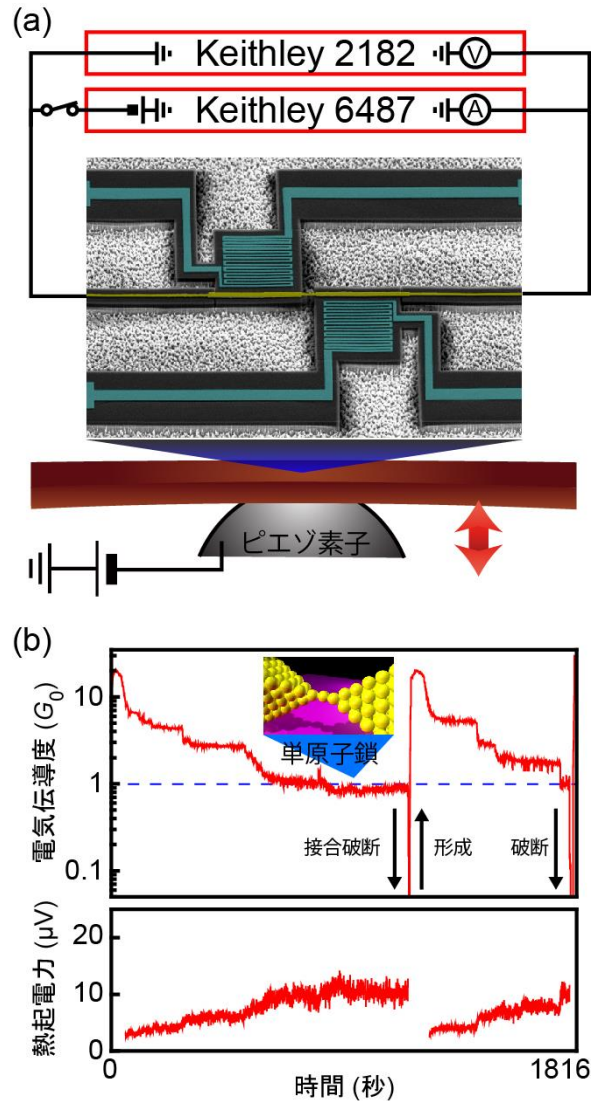 (a)
Keithley 2182
V
Keithley 6487
A
ピエゾ素子
(b)
電気伝導度 (G0)
10
1
0.1
単原子鎖
接合破断
形成
破断
熱起電力 (μV)
20
10
0
0
1816
時間 (秒)